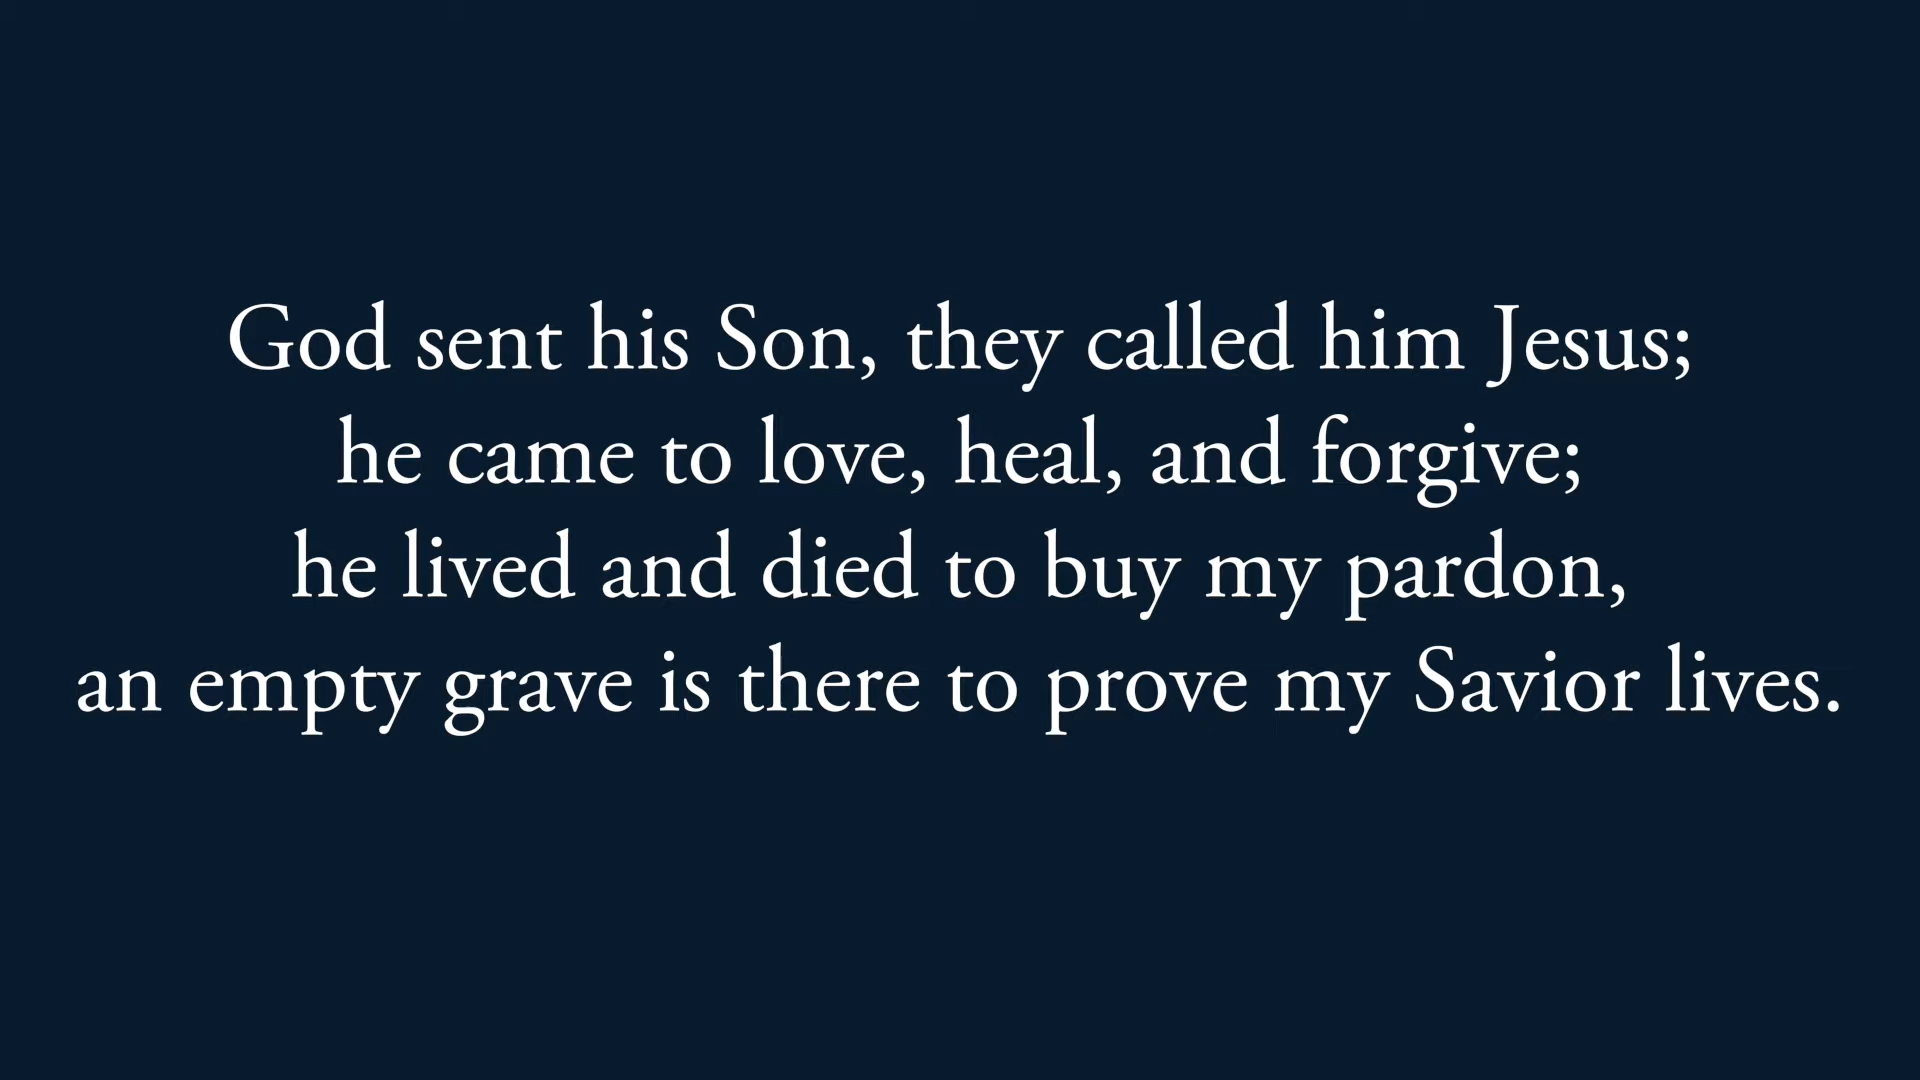 God sent his Son, they called him Jesus;
he came to love, heal, and forgive;
he lived and died to buy my pardon,
an empty grave is there to prove my Savior lives.